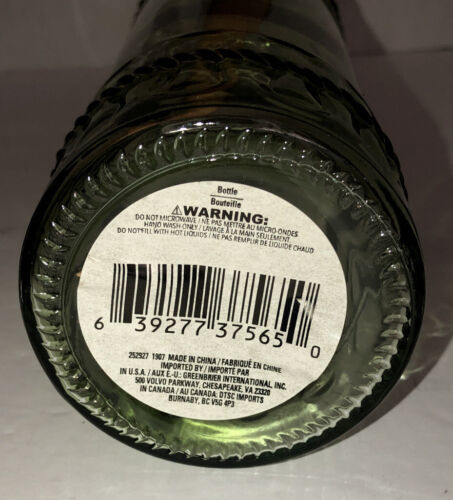 Bottle
Bouteille
⚠WARNING:
DO NOT MICROWAVE / NE PAS METTRE AU MICRO-ONDES
HAND WASH ONLY / LAVAGE À LA MAIN SEULEMENT.
DO NOT FILL WITH HOT LIQUIDS / NE PAS REMPLIR DE LIQUIDE CHAUD
6 39277 37565 0
252927 1907 MADE IN CHINA / FABRIQUÉ EN CHINE
IMPORTED BY / IMPORTÉ PAR
IN U.S.A. / AUX É.-U.: GREENBRIER INTERNATIONAL, INC.
500 VOLVO PARKWAY, CHESAPEAKE, VA 23320
IN CANADA / AU CANADA: DTSC IMPORTS
BURNABY, BC V5G 4P3